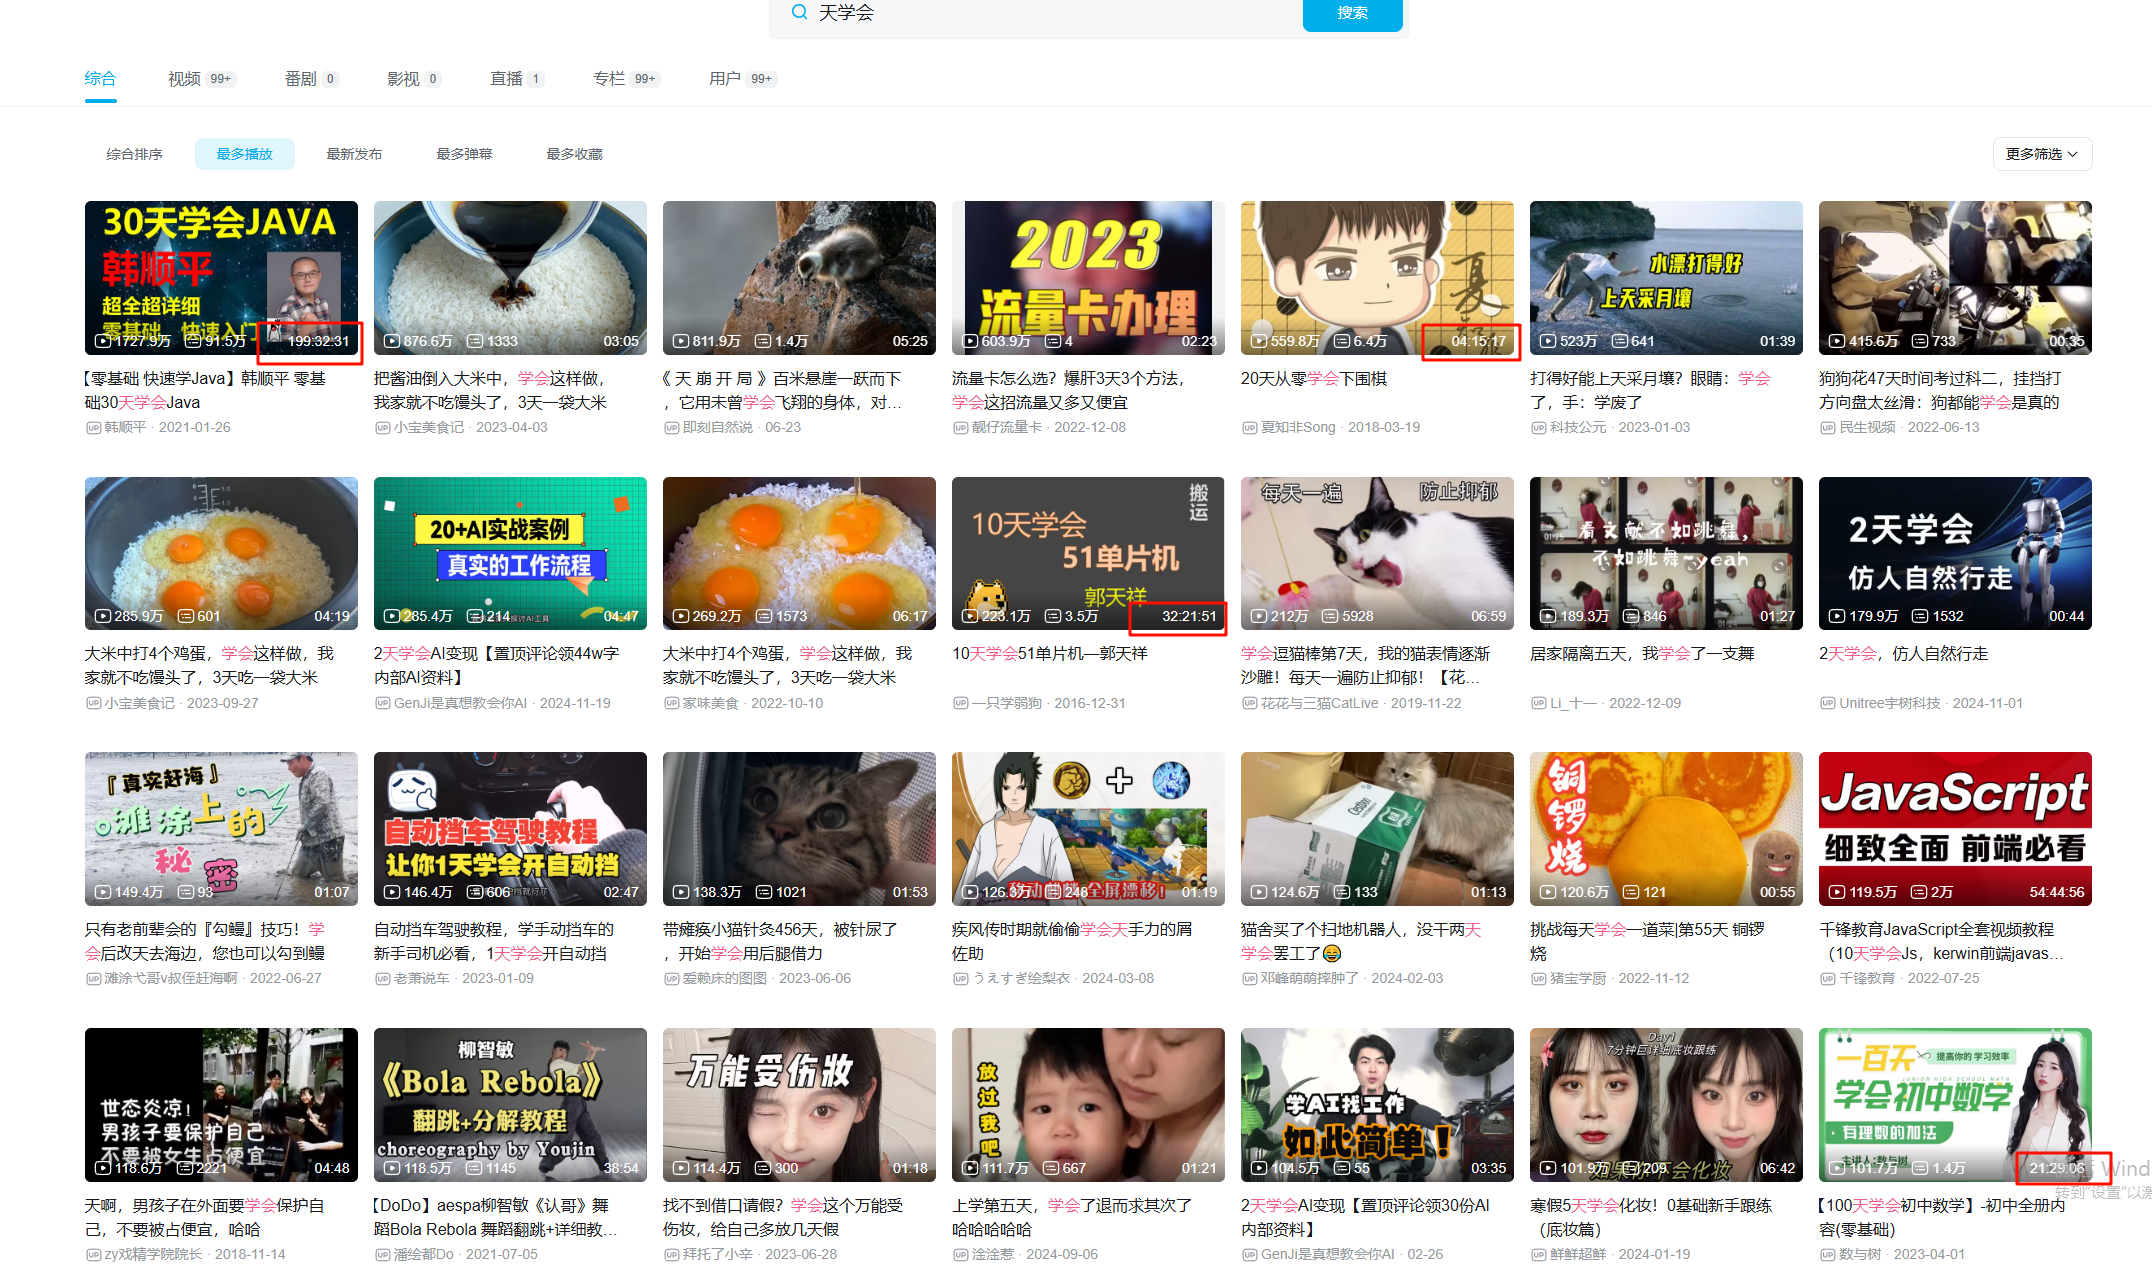 天学会
搜索
综合
视频 99+
番剧 0
影视 0
直播 1
专栏 99+
用户 99+
综合排序
最多播放
最新发布
最多弹幕
最多收藏
更多筛选
30天学会JAVA
韩顺平
超全超详细
零基础 快速入门
1727.9万 91.5万 199:32:31
【零基础 快速学Java】韩顺平 零基
础30天学会Java
UP 韩顺平 · 2021-01-26
876.6万 1333 03:05
把酱油倒入大米中，学会这样做，
我家就不吃馒头了，3天一袋大米
UP 小宝美食记 · 2023-04-03
811.9万 1.4万 05:25
《 天 崩 开 局 》百米悬崖一跃而下
，它用未曾学会飞翔的身体，对…
UP 即刻自然说 · 06-23
2023
流量卡办理
603.9万 4 02:23
流量卡怎么选？爆肝3天3个方法，
学会这招流量又多又便宜
UP 靓仔流量卡 · 2022-12-08
夏
559.8万 6.4万 04:15:17
20天从零学会下围棋
UP 夏知非Song · 2018-03-19
水漂打得好
上天采月壤
523万 641 01:39
打得好能上天采月壤？眼睛：学会
了，手：学废了
UP 科技公元 · 2023-01-03
415.6万 733 00:35
狗狗花47天时间考过科二，挂挡打
方向盘太丝滑：狗都能学会是真的
UP 民生视频 · 2022-06-13
285.9万 601 04:19
大米中打4个鸡蛋，学会这样做，我
家就不吃馒头了，3天吃一袋大米
UP 小宝美食记 · 2023-09-27
20+AI实战案例
真实的工作流程
285.4万 214 04:47
2天学会AI变现【置顶评论领44w字
内部AI资料】
UP GenJi是真想教会你AI · 2024-11-19
269.2万 1573 06:17
大米中打4个鸡蛋，学会这样做，我
家就不吃馒头了，3天吃一袋大米
UP 家味美食 · 2022-10-10
搬运
10天学会
51单片机
郭天祥
223.1万 3.5万 32:21:51
10天学会51单片机—郭天祥
UP 一只学弱狗 · 2016-12-31
每天一遍 防止抑郁
212万 5928 06:59
学会逗猫棒第7天，我的猫表情逐渐
沙雕！每天一遍防止抑郁！【花…
UP 花花与三猫CatLive · 2019-11-22
看文献不如跳舞，
不如跳舞~yeah
189.3万 846 01:27
居家隔离五天，我学会了一支舞
UP Li_十一 · 2022-12-09
2天学会
仿人自然行走
179.9万 1532 00:44
2天学会，仿人自然行走
UP Unitree宇树科技 · 2024-11-01
『真实赶海』
滩涂上的
秘密
149.4万 93 01:07
只有老前辈会的『勾鳗』技巧！学
会后改天去海边，您也可以勾到鳗
UP 滩涂弋哥v叔侄赶海啊 · 2022-06-27
自动挡车驾驶教程
让你1天学会开自动挡
146.4万 606 02:47
自动挡车驾驶教程，学手动挡车的
新手司机必看，1天学会开自动挡
UP 老萧说车 · 2023-01-09
138.3万 1021 01:53
带瘫痪小猫针灸456天，被针尿了
，开始学会用后腿借力
UP 爱赖床的图图 · 2023-06-06
全屏漂移！
126.3万 248 01:19
疾风传时期就偷偷学会天手力的屑
佐助
UP うえすぎ绘梨衣 · 2024-03-08
124.6万 133 01:13
猫舍买了个扫地机器人，没干两天
学会罢工了😂
UP 邓峰萌萌摔肿了 · 2024-02-03
铜锣烧
120.6万 121 00:55
挑战每天学会一道菜|第55天 铜锣
烧
UP 猪宝学厨 · 2022-11-12
JavaScript
细致全面 前端必看
119.5万 2万 54:44:56
千锋教育JavaScript全套视频教程
（10天学会Js，kerwin前端javas…
UP 千锋教育 · 2022-07-25
世态炎凉！
男孩子要保护自己
不要被女生占便宜
118.6万 2221 04:48
天啊，男孩子在外面要学会保护自
己，不要被占便宜，哈哈
UP zy戏精学院院长 · 2018-11-14
柳智敏
《Bola Rebola》
翻跳+分解教程
choreography by Youjin
118.5万 1145 38:54
【DoDo】aespa柳智敏《认哥》舞
蹈Bola Rebola 舞蹈翻跳+详细教…
UP 潘绘都Do · 2021-07-05
万能受伤妆
114.4万 300 01:18
找不到借口请假？学会这个万能受
伤妆，给自己多放几天假
UP 拜托了小辛 · 2023-06-28
放过我吧
111.7万 667 01:21
上学第五天，学会了退而求其次了
哈哈哈哈哈
UP 淦淦惹 · 2024-09-06
学AI找工作
如此简单！
104.5万 55 03:35
2天学会AI变现【置顶评论领30份AI
内部资料】
UP GenJi是真想教会你AI · 02-26
Day1
7分钟巨详细底妆跟练
如果你不会化妆
101.9万 209 06:42
寒假5天学会化妆！0基础新手跟练
（底妆篇）
UP 鲜鲜超鲜 · 2024-01-19
一百天 提高你的 学习效率
JUNIOR HIGH SCHOOL MATH
学会初中数学
有理数的加法
主讲人:数与树
101.7万 1.4万 21:29:06
【100天学会初中数学】-初中全册内
容(零基础)
UP 数与树 · 2023-04-01
Wind
转到"设置"以激